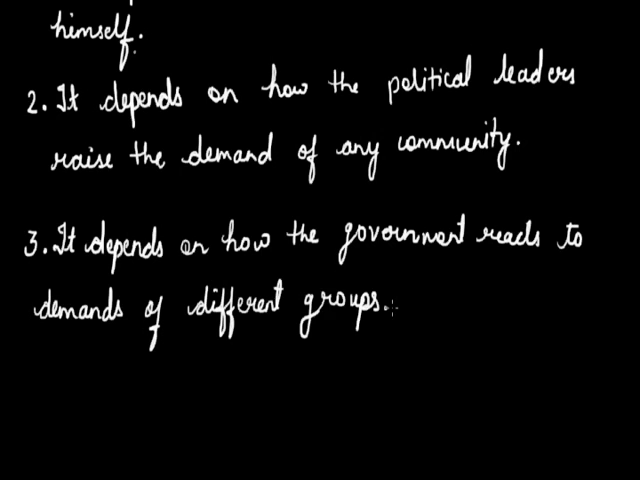 himself.
2. It depends on how the political leaders
raise the demand of any community.
3. It depends on how the government reacts to
demands of different groups.